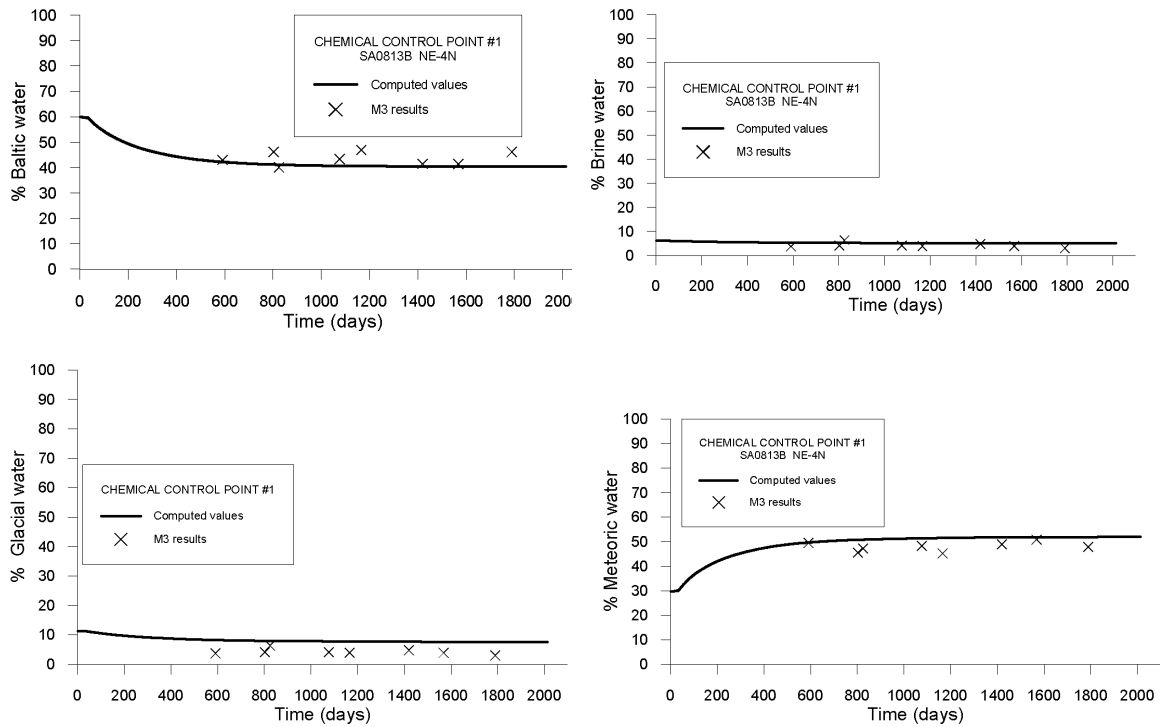 100
90
80
70
60
50
40
30
20
10
0
% Baltic water
CHEMICAL CONTROL POINT #1
SA0813B NE-4N
Computed values
M3 results
0 200 400 600 800 1000 1200 1400 1600 1800 2000
Time (days)
100
90
80
70
60
50
40
30
20
10
0
% Brine water
CHEMICAL CONTROL POINT #1
SA0813B NE-4N
Computed values
M3 results
0 200 400 600 800 1000 1200 1400 1600 1800 2000
Time (days)
100
90
80
70
60
50
40
30
20
10
0
% Glacial water
CHEMICAL CONTROL POINT #1
Computed values
M3 results
0 200 400 600 800 1000 1200 1400 1600 1800 2000
Time (days)
100
90
80
70
60
50
40
30
20
10
0
% Meteoric water
CHEMICAL CONTROL POINT #1
SA0813B NE-4N
Computed values
M3 results
0 200 400 600 800 1000 1200 1400 1600 1800 2000
Time (days)